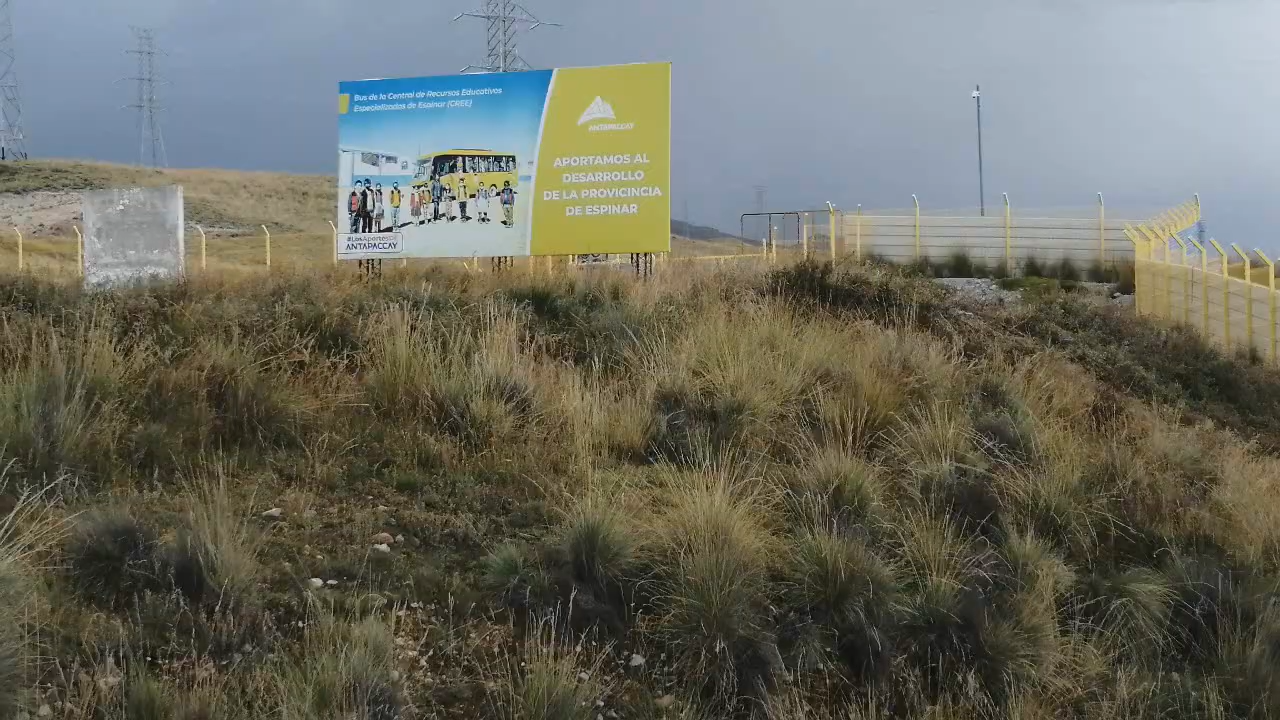 Bus de la Central de Recursos Educativos
Especializados de Espinar (CREE)
#LosAportesde
ANTAPACCAY
ANTAPACCAY
APORTAMOS AL
DESARROLLO
DE LA PROVICINCIA
DE ESPINAR